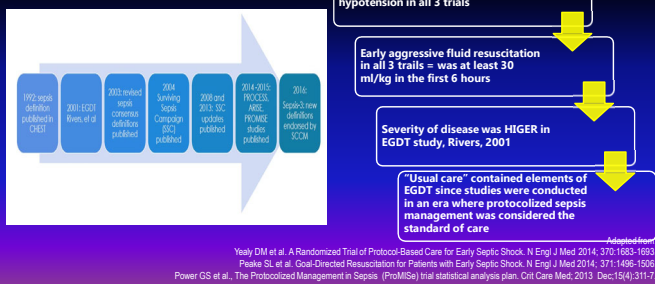 hypotension in all 3 trials
Early aggressive fluid resuscitation
in all 3 trails = was at least 30
ml/kg in the first 6 hours
Severity of disease was HIGER in
EGDT study, Rivers, 2001
"Usual care" contained elements of
EGDT since studies were conducted
in an era where protocolized sepsis
management was considered the
standard of care
1992: sepsis
definition
published in
CHEST
2001: EGDT
Rivers, et al
2003: revised
sepsis
consensus
definitions
published
2004
Surviving
Sepsis
Campaign
(SSC)
published
2008 and
2013: SSC
updates
published
2014-2015:
PROCESS,
ARISE,
PROMISE
studies
published
2016:
Sepsis-3: new
definitions
endorsed by
SCCM
Adapted from
Yealy DM et al. A Randomized Trial of Protocol-Based Care for Early Septic Shock. N Engl J Med 2014; 370:1683-1693
Peake SL et al. Goal-Directed Resuscitation for Patients with Early Septic Shock. N Engl J Med 2014; 371:1496-1506
Power GS et al., The Protocolized Management in Sepsis (ProMISe) trial statistical analysis plan. Crit Care Med; 2013 Dec;15(4):311-7